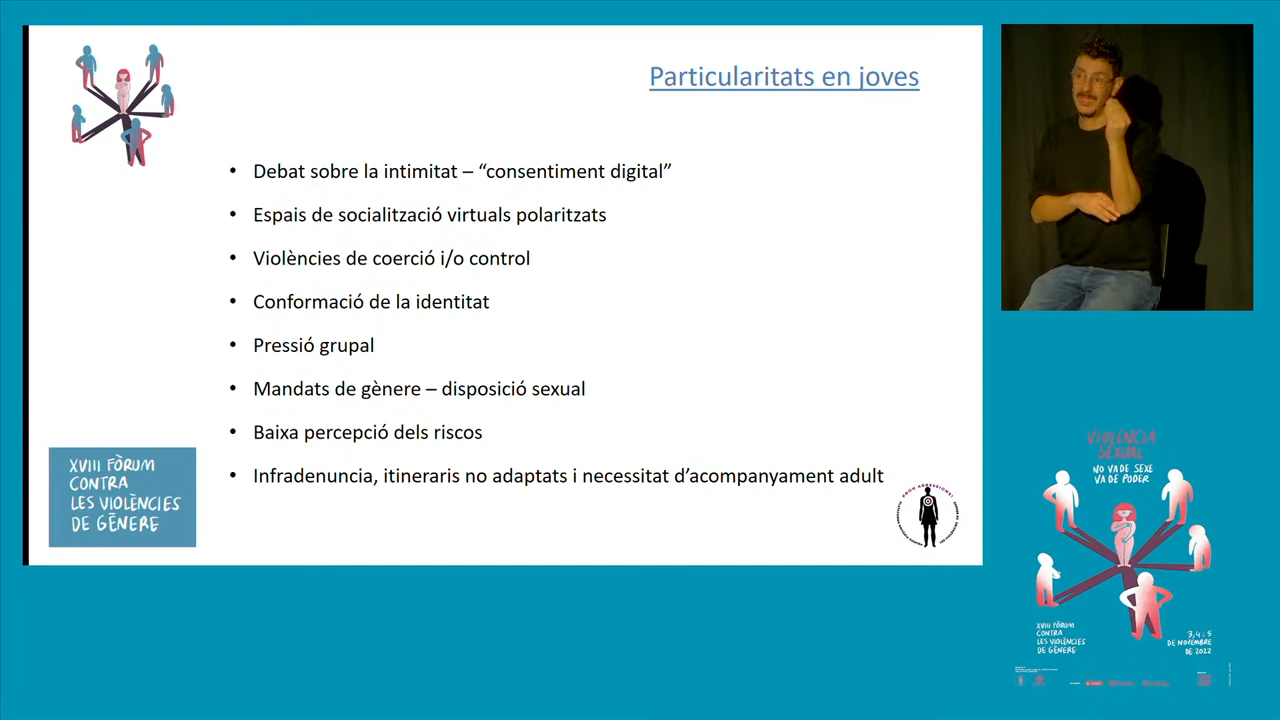 Particularitats en joves
• Debat sobre la intimitat – “consentiment digital”
• Espais de socialització virtuals polaritzats
• Violències de coerció i/o control
• Conformació de la identitat
• Pressió grupal
• Mandats de gènere – disposició sexual
• Baixa percepció dels riscos
• Infradenuncia, itineraris no adaptats i necessitat d’acompanyament adult
XVIII FÒRUM
CONTRA
LES VIOLÈNCIES
DE GÈNERE
PROU AGRESSIONS!
VIOLÈNCIA
SEXUAL
NO VA DE SEXE
VA DE PODER
XVIII FÒRUM
CONTRA
LES VIOLÈNCIES
DE GÈNERE
3, 4 i 5
DE NOVEMBRE
DE 2022